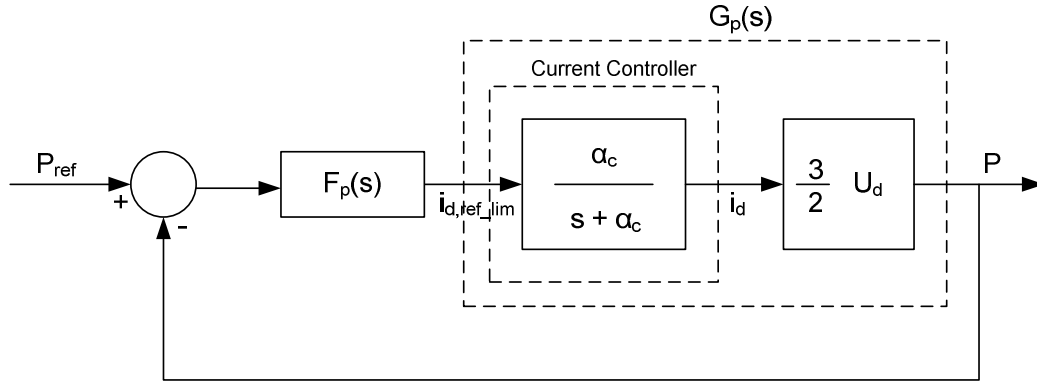 Gp(s)
Current Controller
Pref
+
-
Fp(s)
id,ref_lim
αc
s + αc
id
3
2
Ud
P